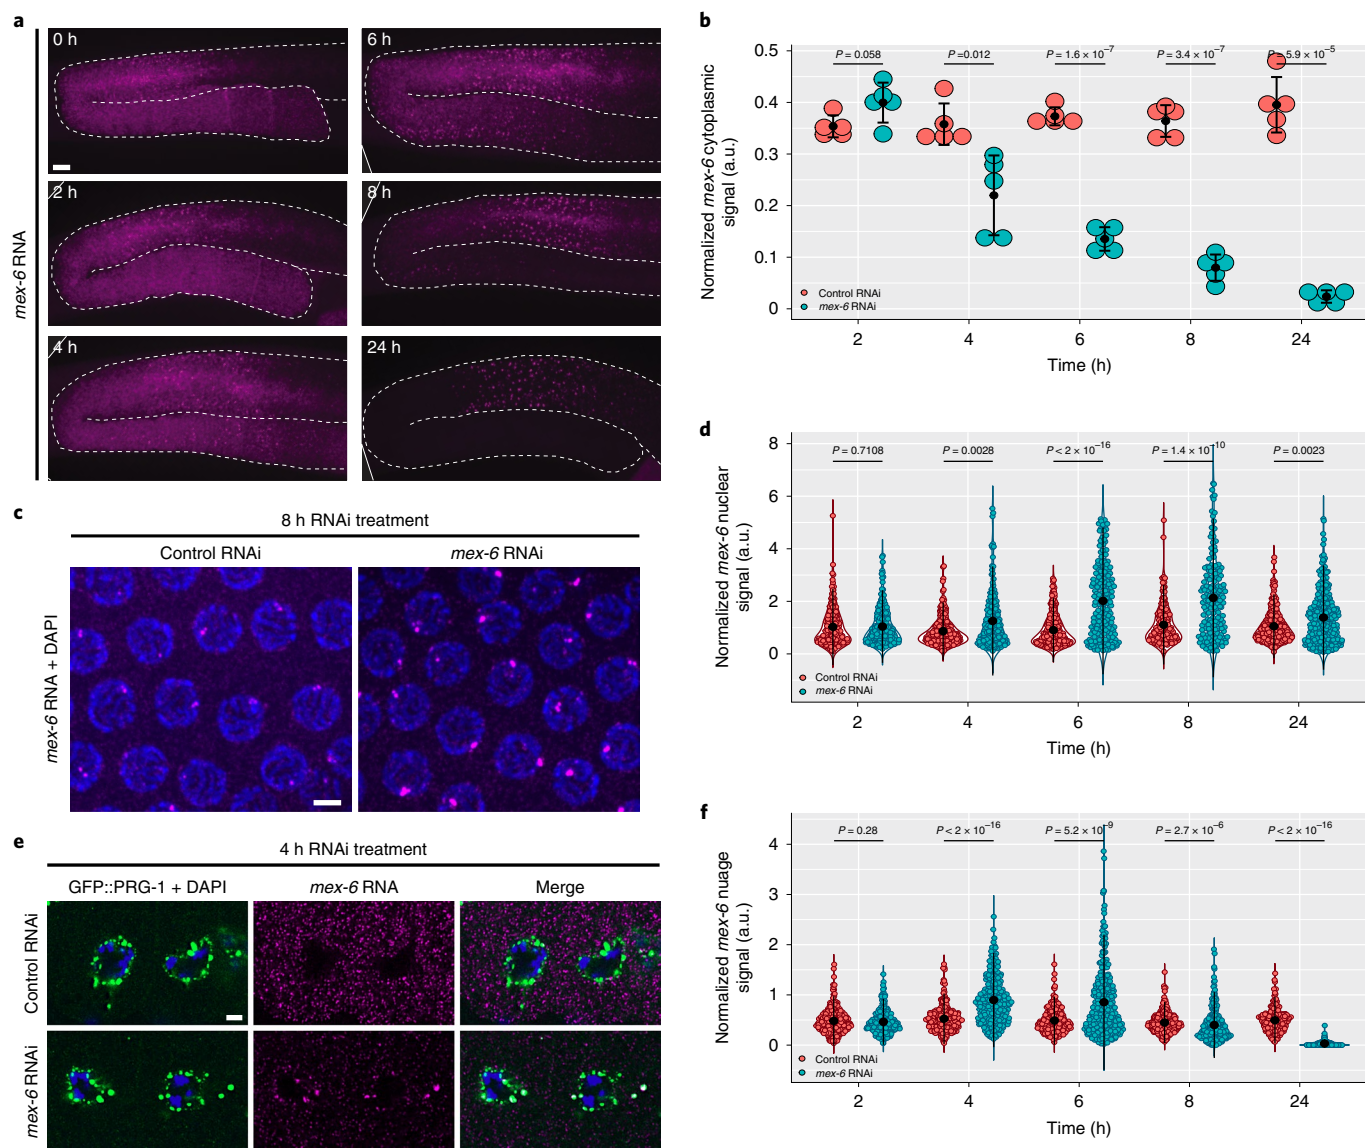 a
0 h
6 h
2 h
8 h
4 h
24 h
mex-6 RNA
b
Normalized mex-6 cytoplasmic
signal (a.u.)
0.5
0.4
0.3
0.2
0.1
0
P = 0.058
P =0.012
P = 1.6 × 10⁻⁷
P = 3.4 × 10⁻⁷
P = 5.9 × 10⁻⁵
Control RNAi
mex-6 RNAi
2
4
6
8
24
Time (h)
c
8 h RNAi treatment
Control RNAi
mex-6 RNAi
mex-6 RNA + DAPI
d
Normalized mex-6 nuclear
signal (a.u.)
8
6
4
2
0
P = 0.7108
P = 0.0028
P < 2 × 10⁻¹⁶
P = 1.4 × 10⁻¹⁰
P = 0.0023
Control RNAi
mex-6 RNAi
2
4
6
8
24
Time (h)
e
4 h RNAi treatment
GFP::PRG-1 + DAPI
mex-6 RNA
Merge
Control RNAi
mex-6 RNAi
f
Normalized mex-6 nuage
signal (a.u.)
4
3
2
1
0
P = 0.28
P < 2 × 10⁻¹⁶
P = 5.2 × 10⁻⁹
P = 2.7 × 10⁻⁶
P < 2 × 10⁻¹⁶
Control RNAi
mex-6 RNAi
2
4
6
8
24
Time (h)